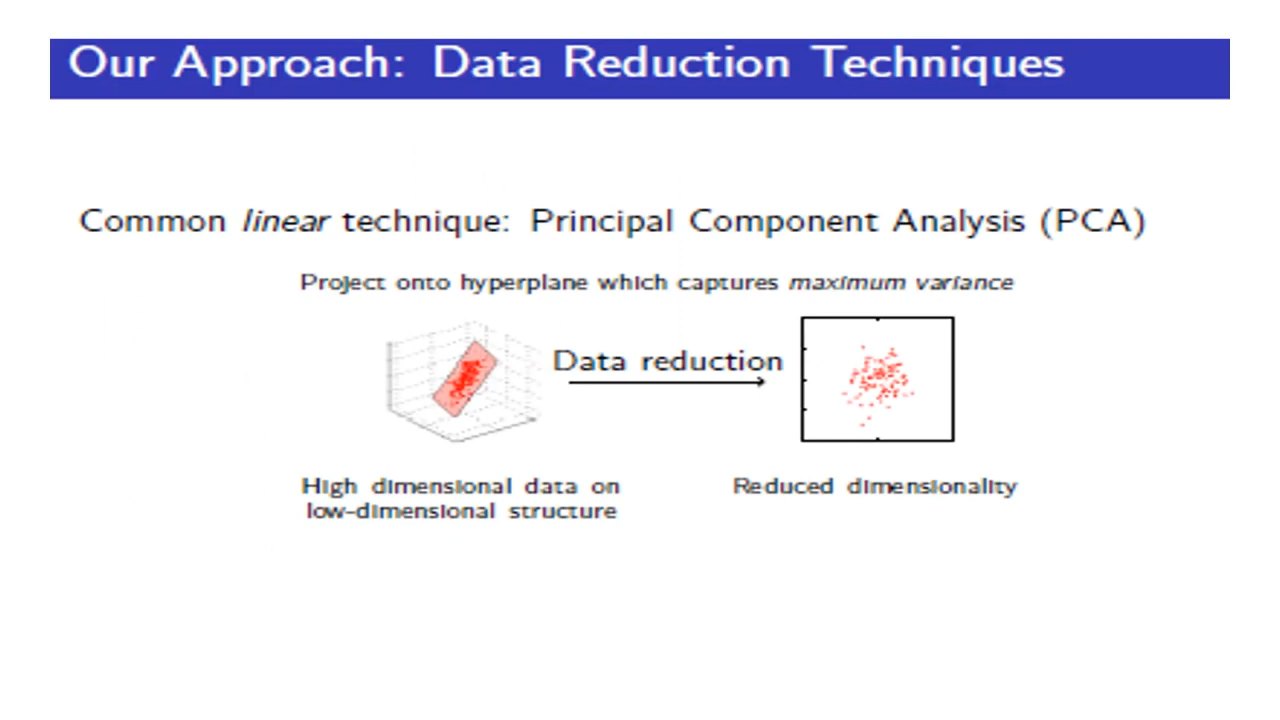 Our Approach: Data Reduction Techniques
Common linear technique: Principal Component Analysis (PCA)
Project onto hyperplane which captures maximum variance
Data reduction
High dimensional data on
low-dimensional structure
Reduced dimensionality